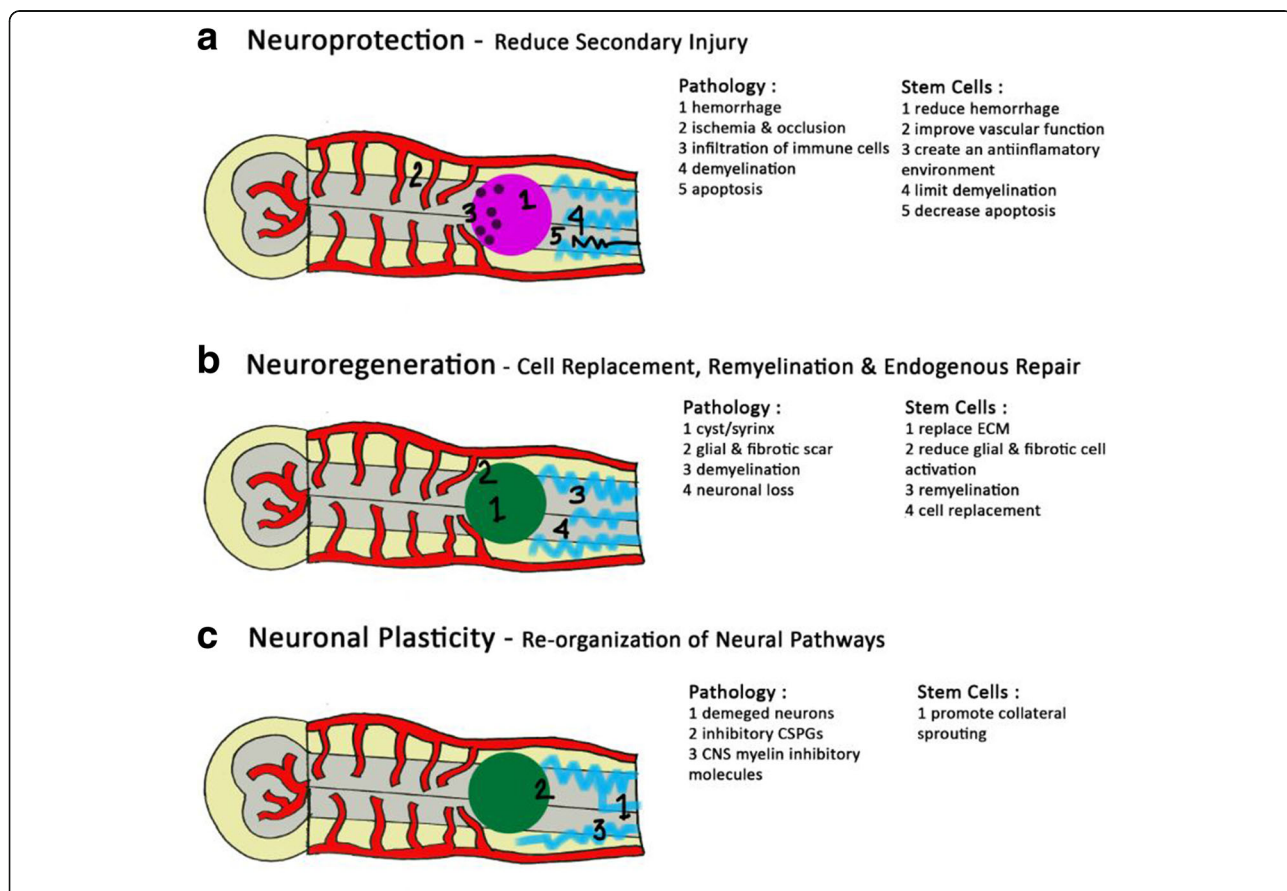 a Neuroprotection - Reduce Secondary Injury
Pathology :
1 hemorrhage
2 ischemia & occlusion
3 infiltration of immune cells
4 demyelination
5 apoptosis
Stem Cells :
1 reduce hemorrhage
2 improve vascular function
3 create an antiinflamatory
environment
4 limit demyelination
5 decrease apoptosis
2
3
1
4
5
b Neuroregeneration - Cell Replacement, Remyelination & Endogenous Repair
Pathology :
1 cyst/syrinx
2 glial & fibrotic scar
3 demyelination
4 neuronal loss
Stem Cells :
1 replace ECM
2 reduce glial & fibrotic cell
activation
3 remyelination
4 cell replacement
2
1
3
4
c Neuronal Plasticity - Re-organization of Neural Pathways
Pathology :
1 demeged neurons
2 inhibitory CSPGs
3 CNS myelin inhibitory
molecules
Stem Cells :
1 promote collateral
sprouting
2
1
3